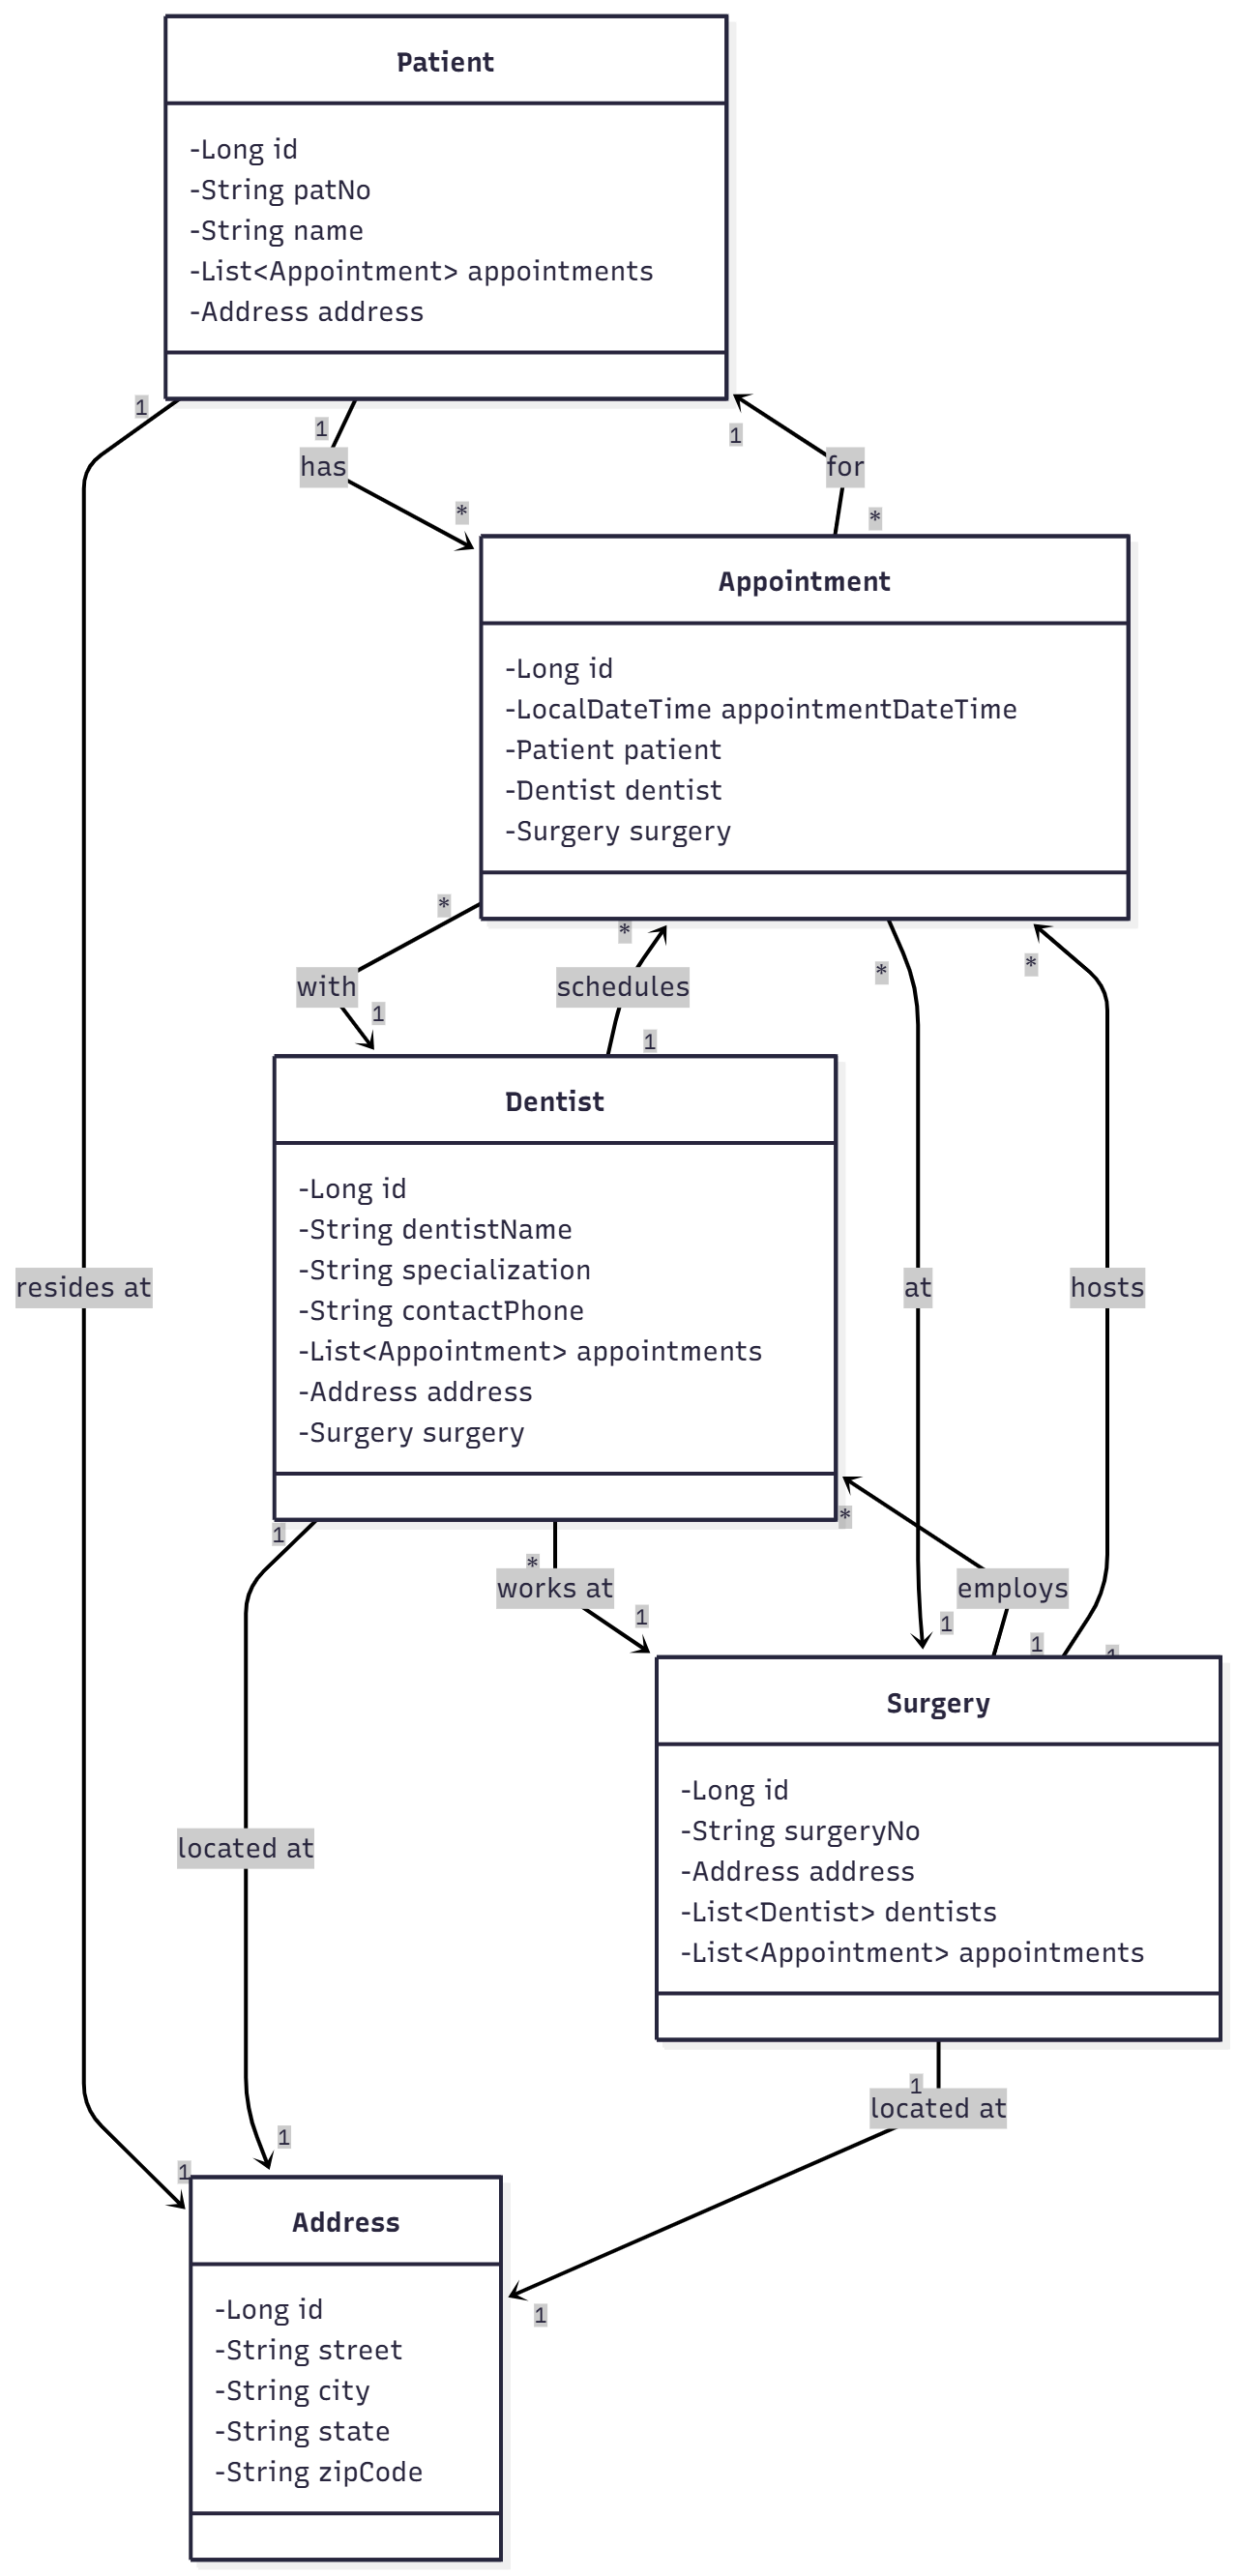 Patient
-Long id
-String patNo
-String name
-List<Appointment> appointments
-Address address
1
1
has
*
1
for
*
Appointment
-Long id
-LocalDateTime appointmentDateTime
-Patient patient
-Dentist dentist
-Surgery surgery
*
with
1
*
schedules
1
*
*
Dentist
-Long id
-String dentistName
-String specialization
-String contactPhone
-List<Appointment> appointments
-Address address
-Surgery surgery
resides at
at
hosts
1
*
works at
1
*
employs
1
1
1
Surgery
-Long id
-String surgeryNo
-Address address
-List<Dentist> dentists
-List<Appointment> appointments
located at
1
located at
1
1
1
Address
-Long id
-String street
-String city
-String state
-String zipCode